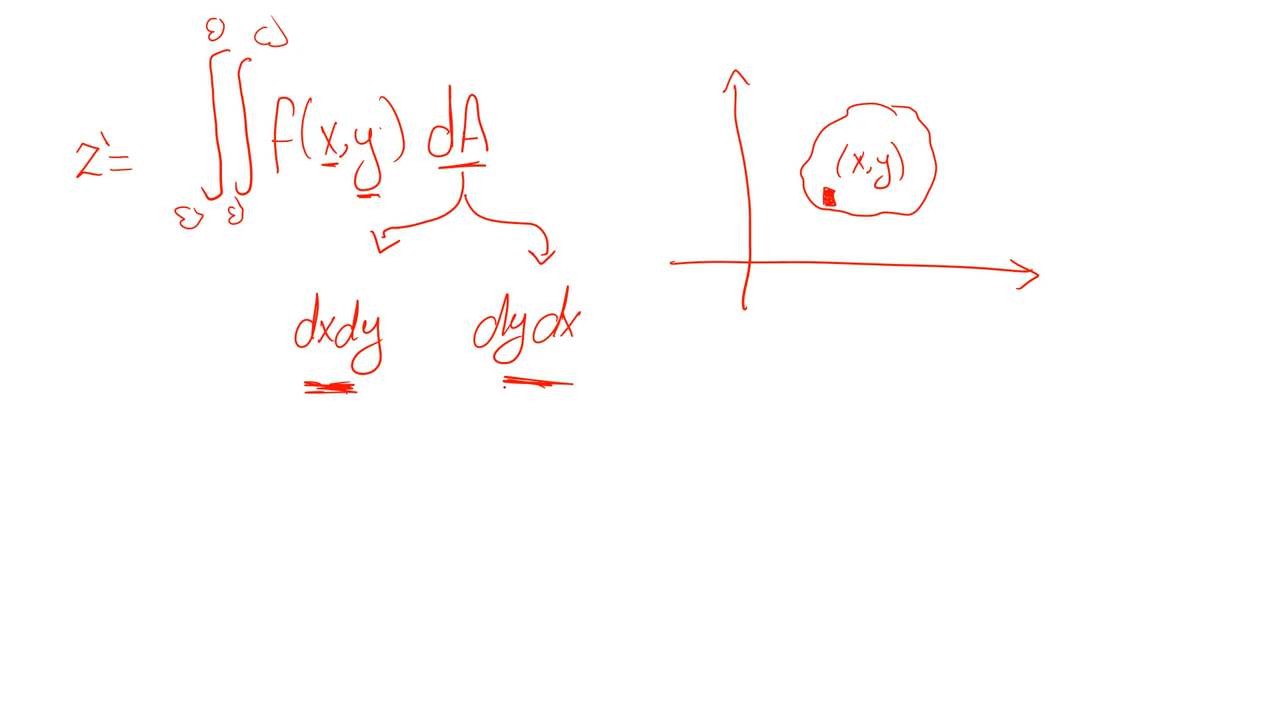 z = ∬ f(x,y) dA
(x,y)
dxdy dydx